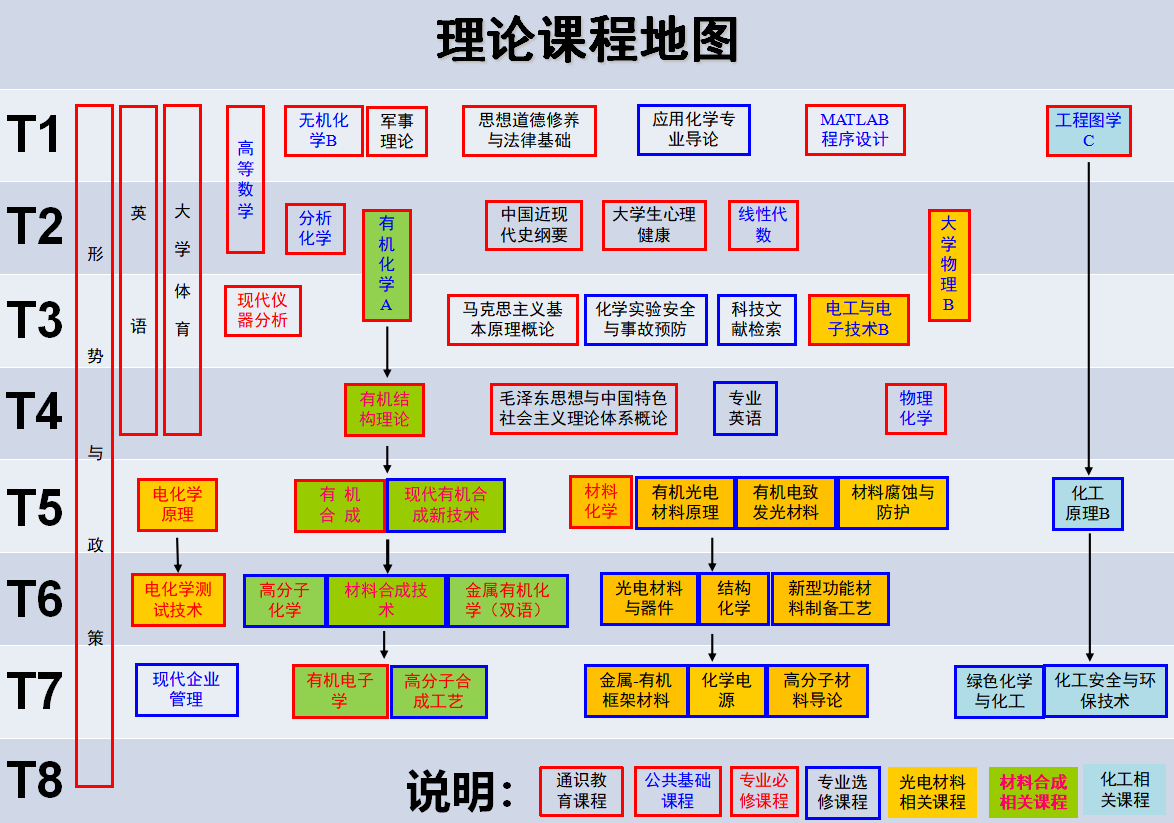 理论课程地图
T1
无机化
学B
军事
理论
思想道德修养
与法律基础
应用化学专
业导论
MATLAB
程序设计
工程图学
C
高
等
数
学
T2
英
语
大
学
体
育
形
势
与
政
策
分析
化学
有
机
化
学
A
中国近现
代史纲要
大学生心理
健康
线性代
数
大
学
物
理
B
T3
现代仪
器分析
马克思主义基
本原理概论
化学实验安全
与事故预防
科技文
献检索
电工与电
子技术B
T4
有机结
构理论
毛泽东思想与中国特色
社会主义理论体系概论
专业
英语
物理
化学
T5
电化学
原理
有 机
合 成
现代有机合
成新技术
材料
化学
有机光电
材料原理
有机电致
发光材料
材料腐蚀与
防护
化工
原理B
T6
电化学测
试技术
高分子
化学
材料合成技
术
金属有机化
学（双语）
光电材料
与器件
结构
化学
新型功能材
料制备工艺
T7
现代企业
管理
有机电子
学
高分子合
成工艺
金属-有机
框架材料
化学电
源
高分子材
料导论
绿色化学
与化工
化工安全与环
保技术
T8
说明：
通识教
育课程
公共基础
课程
专业必
修课程
专业选
修课程
光电材料
相关课程
材料合成
相关课程
化工相
关课程